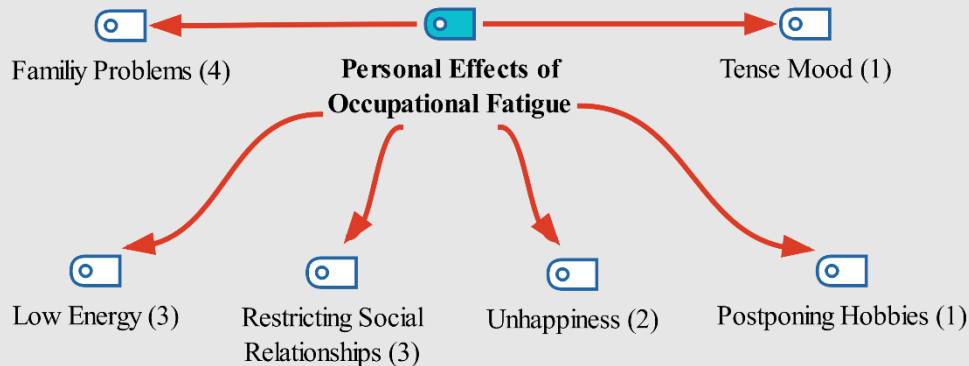 Familiy Problems (4)
Personal Effects of
Occupational Fatigue
Tense Mood (1)
Low Energy (3)
Restricting Social
Relationships (3)
Unhappiness (2)
Postponing Hobbies (1)